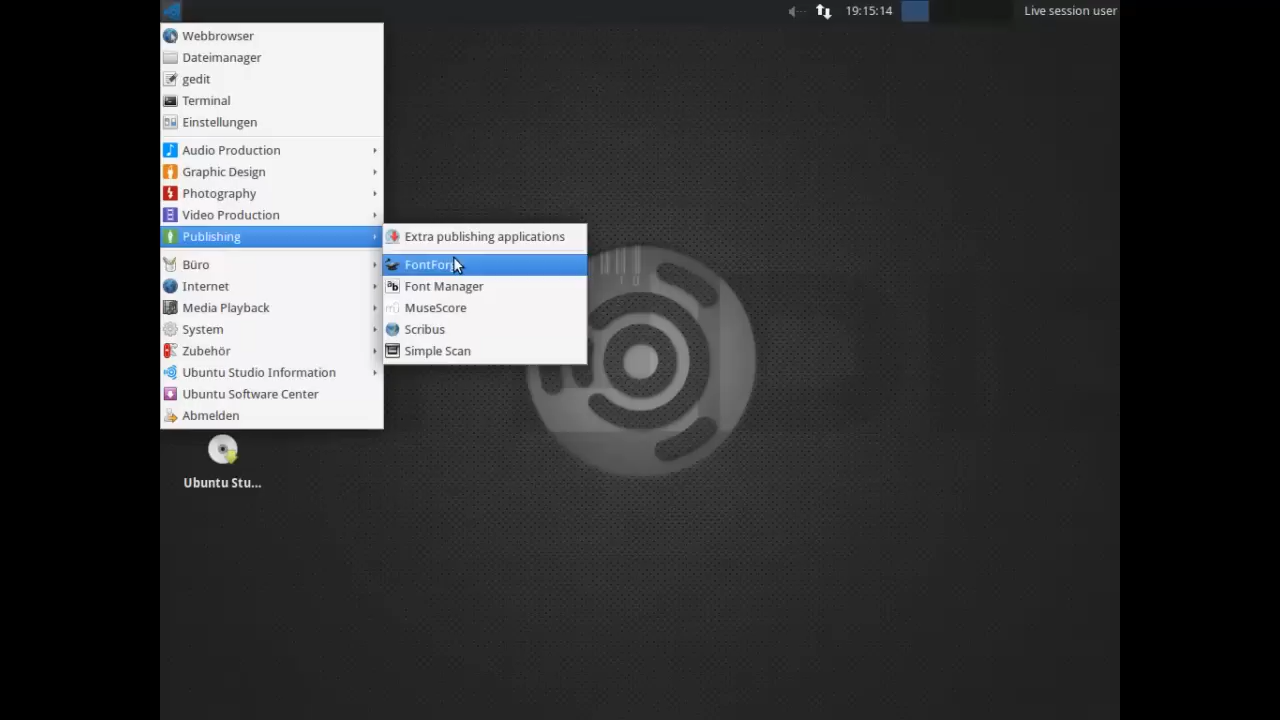 19:15:14
Live session user
Webbrowser
Dateimanager
gedit
Terminal
Einstellungen
Audio Production
Graphic Design
Photography
Video Production
Publishing
Büro
Internet
Media Playback
System
Zubehör
Ubuntu Studio Information
Ubuntu Software Center
Abmelden
Extra publishing applications
FontForg
Font Manager
MuseScore
Scribus
Simple Scan
Ubuntu Stu...